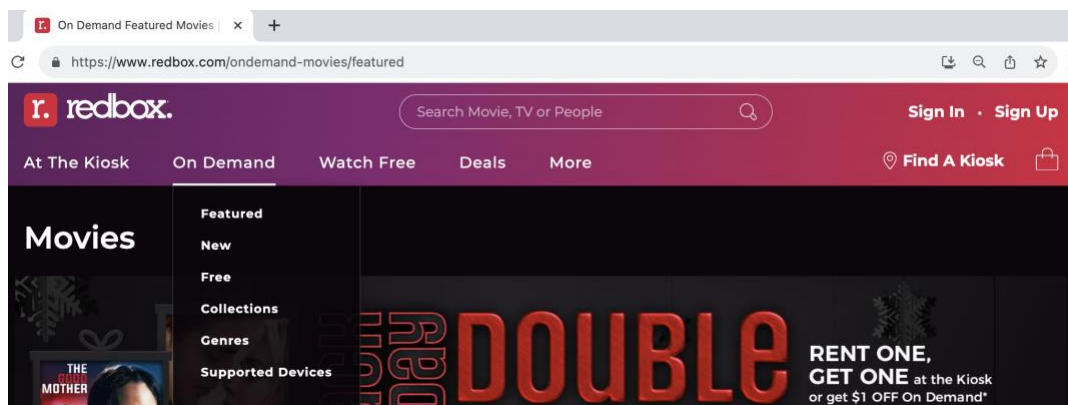 On Demand Featured Movies
https://www.redbox.com/ondemand-movies/featured
r. redbox.
Search Movie, TV or People
Sign In · Sign Up
At The Kiosk On Demand Watch Free Deals More
Find A Kiosk
Featured
Movies
New
Free
Collections
Genres
Supported Devices
THE
GOOD
MOTHER
DOUBLE
RENT ONE,
GET ONE at the Kiosk
or get $1 OFF On Demand*